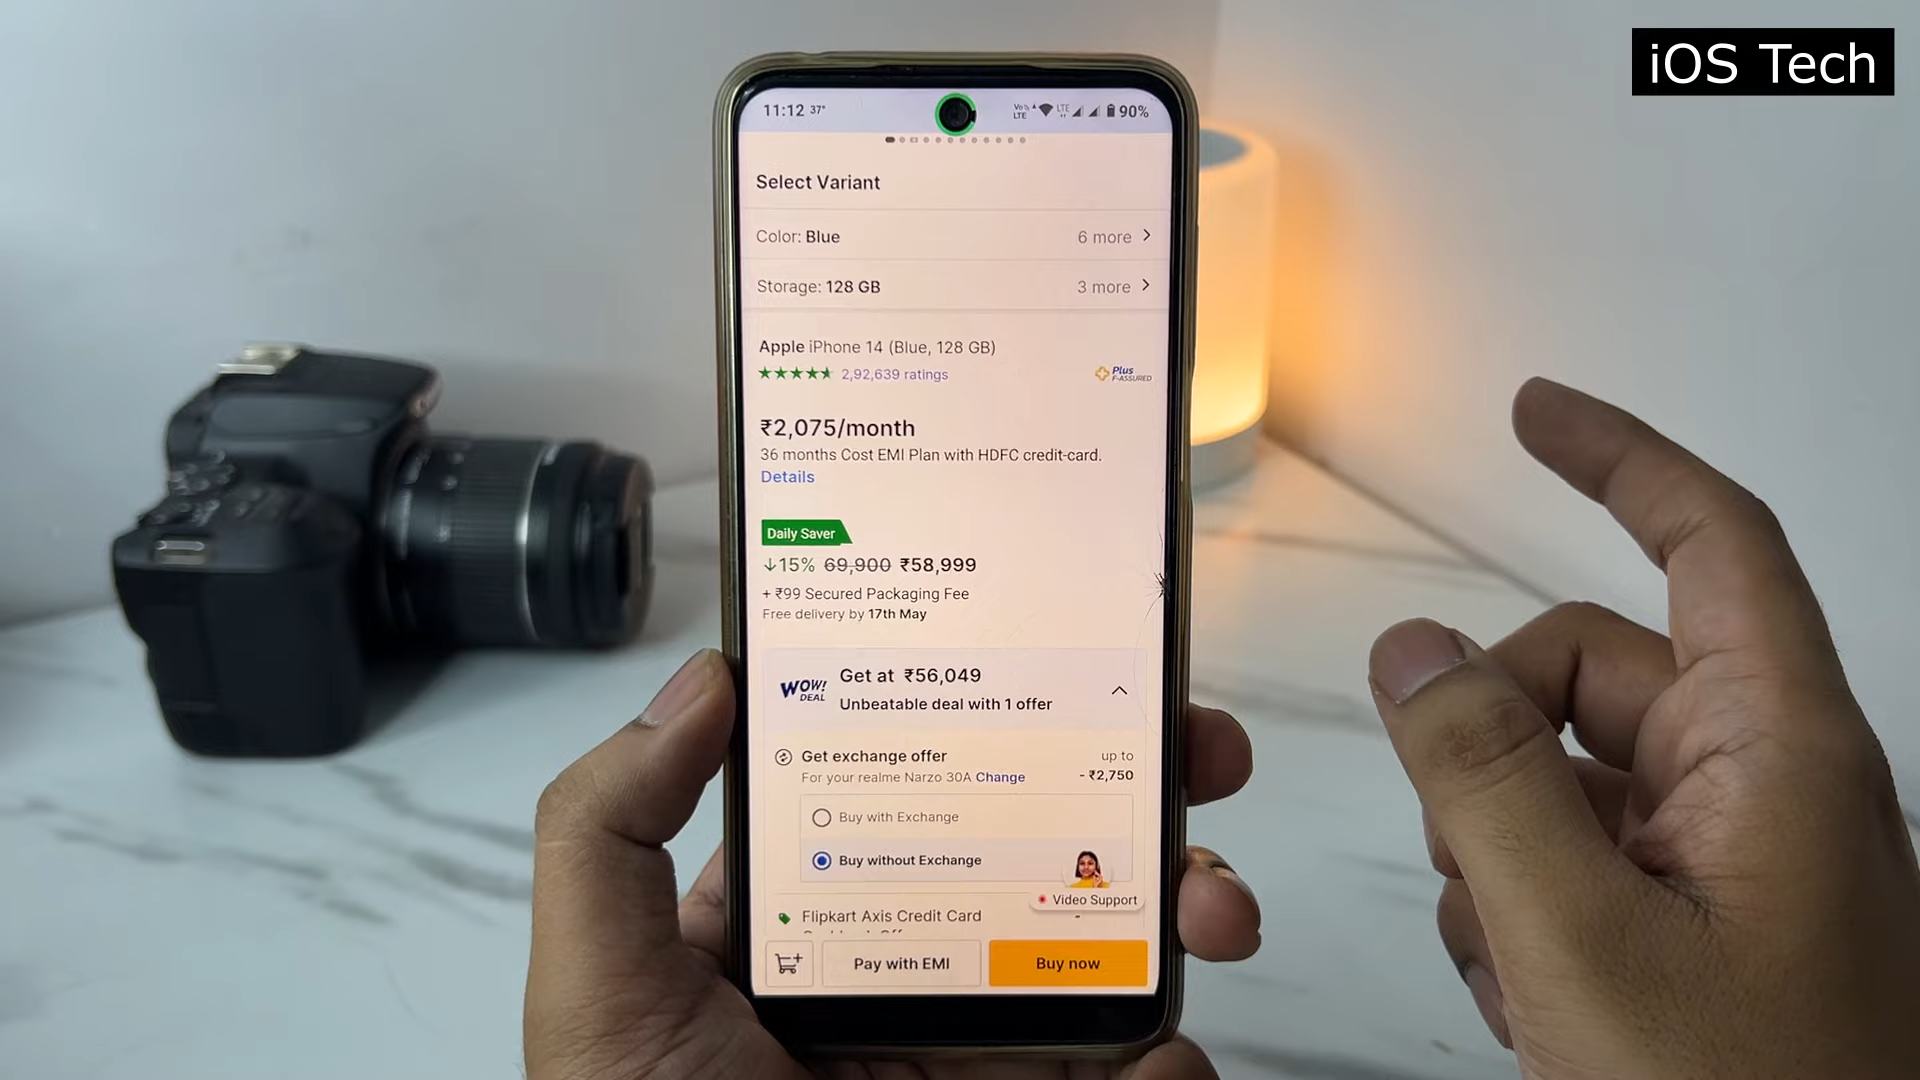 iOS Tech
11:12 37°
LTE
90%
Select Variant
Color: Blue
6 more
Storage: 128 GB
3 more
Apple iPhone 14 (Blue, 128 GB)
2,92,639 ratings
Plus
F-ASSURED
₹2,075/month
36 months Cost EMI Plan with HDFC credit-card.
Details
Daily Saver
↓15% 69,900 ₹58,999
+ ₹99 Secured Packaging Fee
Free delivery by 17th May
WOW!
DEAL
Get at ₹56,049
Unbeatable deal with 1 offer
Get exchange offer
up to
For your realme Narzo 30A Change
- ₹2,750
Buy with Exchange
Buy without Exchange
Video Support
Flipkart Axis Credit Card
Pay with EMI
Buy now